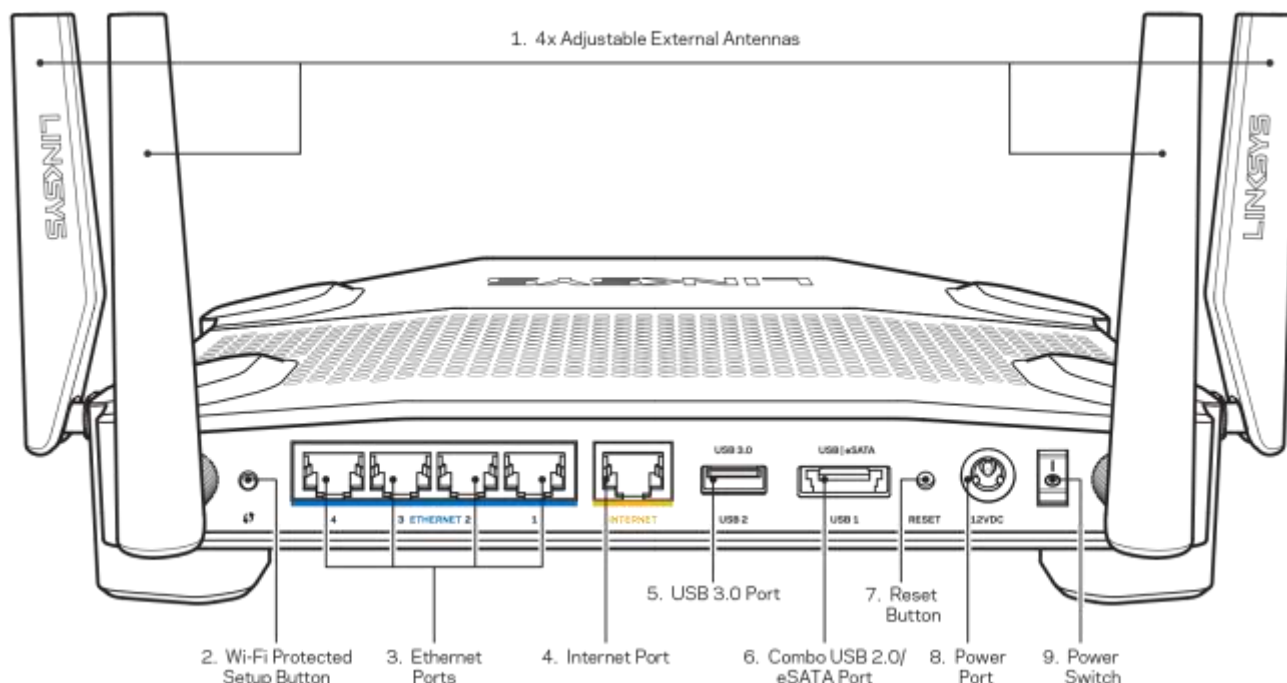 1. 4x Adjustable External Antennas
LINKSYS
LINKSYS
LINKSYS
USB 3.0
USB|eSATA
4
3
ETHERNET 2
1
INTERNET
USB 2
USB 1
RESET
12VDC
5. USB 3.0 Port
7. Reset
Button
2. Wi-Fi Protected
Setup Button
3. Ethernet
Ports
4. Internet Port
6. Combo USB 2.0/
eSATA Port
8. Power
Port
9. Power
Switch